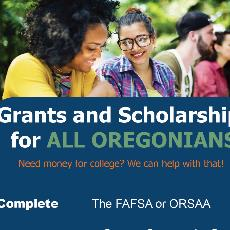 Grants and Scholarshi
for ALL OREGONIANS
Need money for college? We can help with that!
Complete The FAFSA or ORSAA